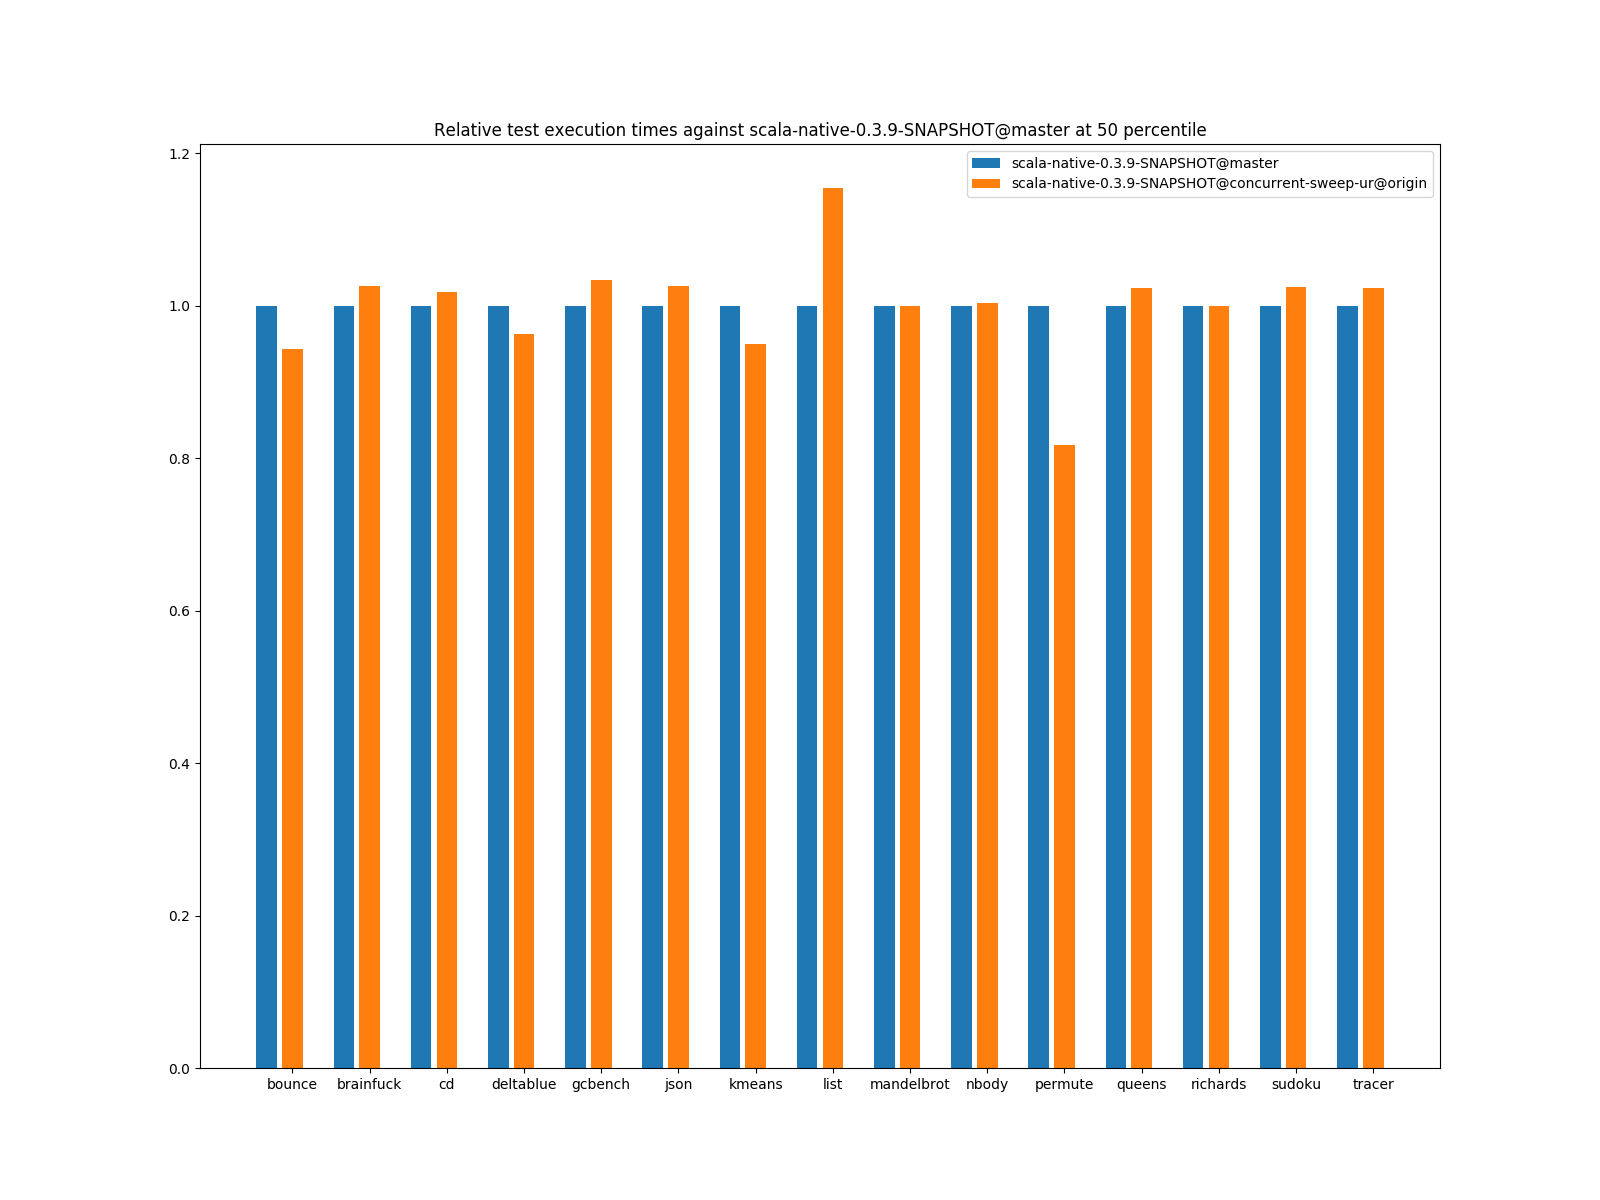 Relative test execution times against scala-native-0.3.9-SNAPSHOT@master at 50 percentile
scala-native-0.3.9-SNAPSHOT@master
scala-native-0.3.9-SNAPSHOT@concurrent-sweep-ur@origin
1.2
1.0
0.8
0.6
0.4
0.2
0.0
bounce brainfuck cd deltablue gcbench json kmeans list mandelbrot nbody permute queens richards sudoku tracer